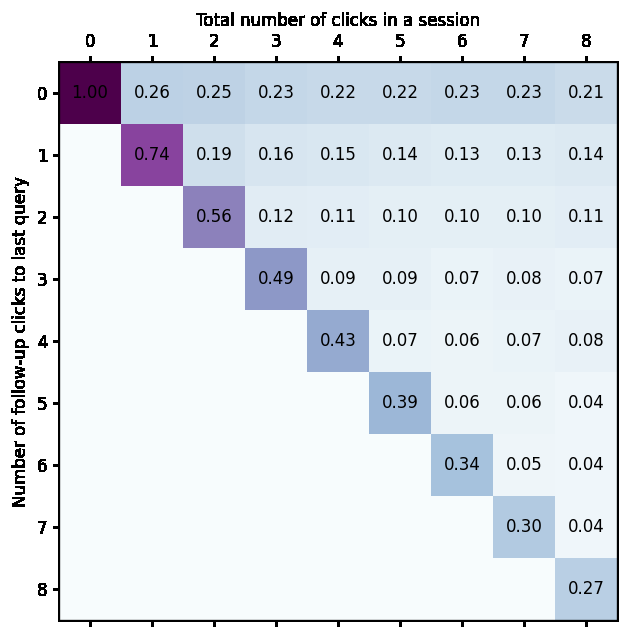 Total number of clicks in a session
0 1 2 3 4 5 6 7 8
Number of follow-up clicks to last query
0 1.00 0.26 0.25 0.23 0.22 0.22 0.23 0.23 0.21
1 0.74 0.19 0.16 0.15 0.14 0.13 0.13 0.14
2 0.56 0.12 0.11 0.10 0.10 0.10 0.11
3 0.49 0.09 0.09 0.07 0.08 0.07
4 0.43 0.07 0.06 0.07 0.08
5 0.39 0.06 0.06 0.04
6 0.34 0.05 0.04
7 0.30 0.04
8 0.27